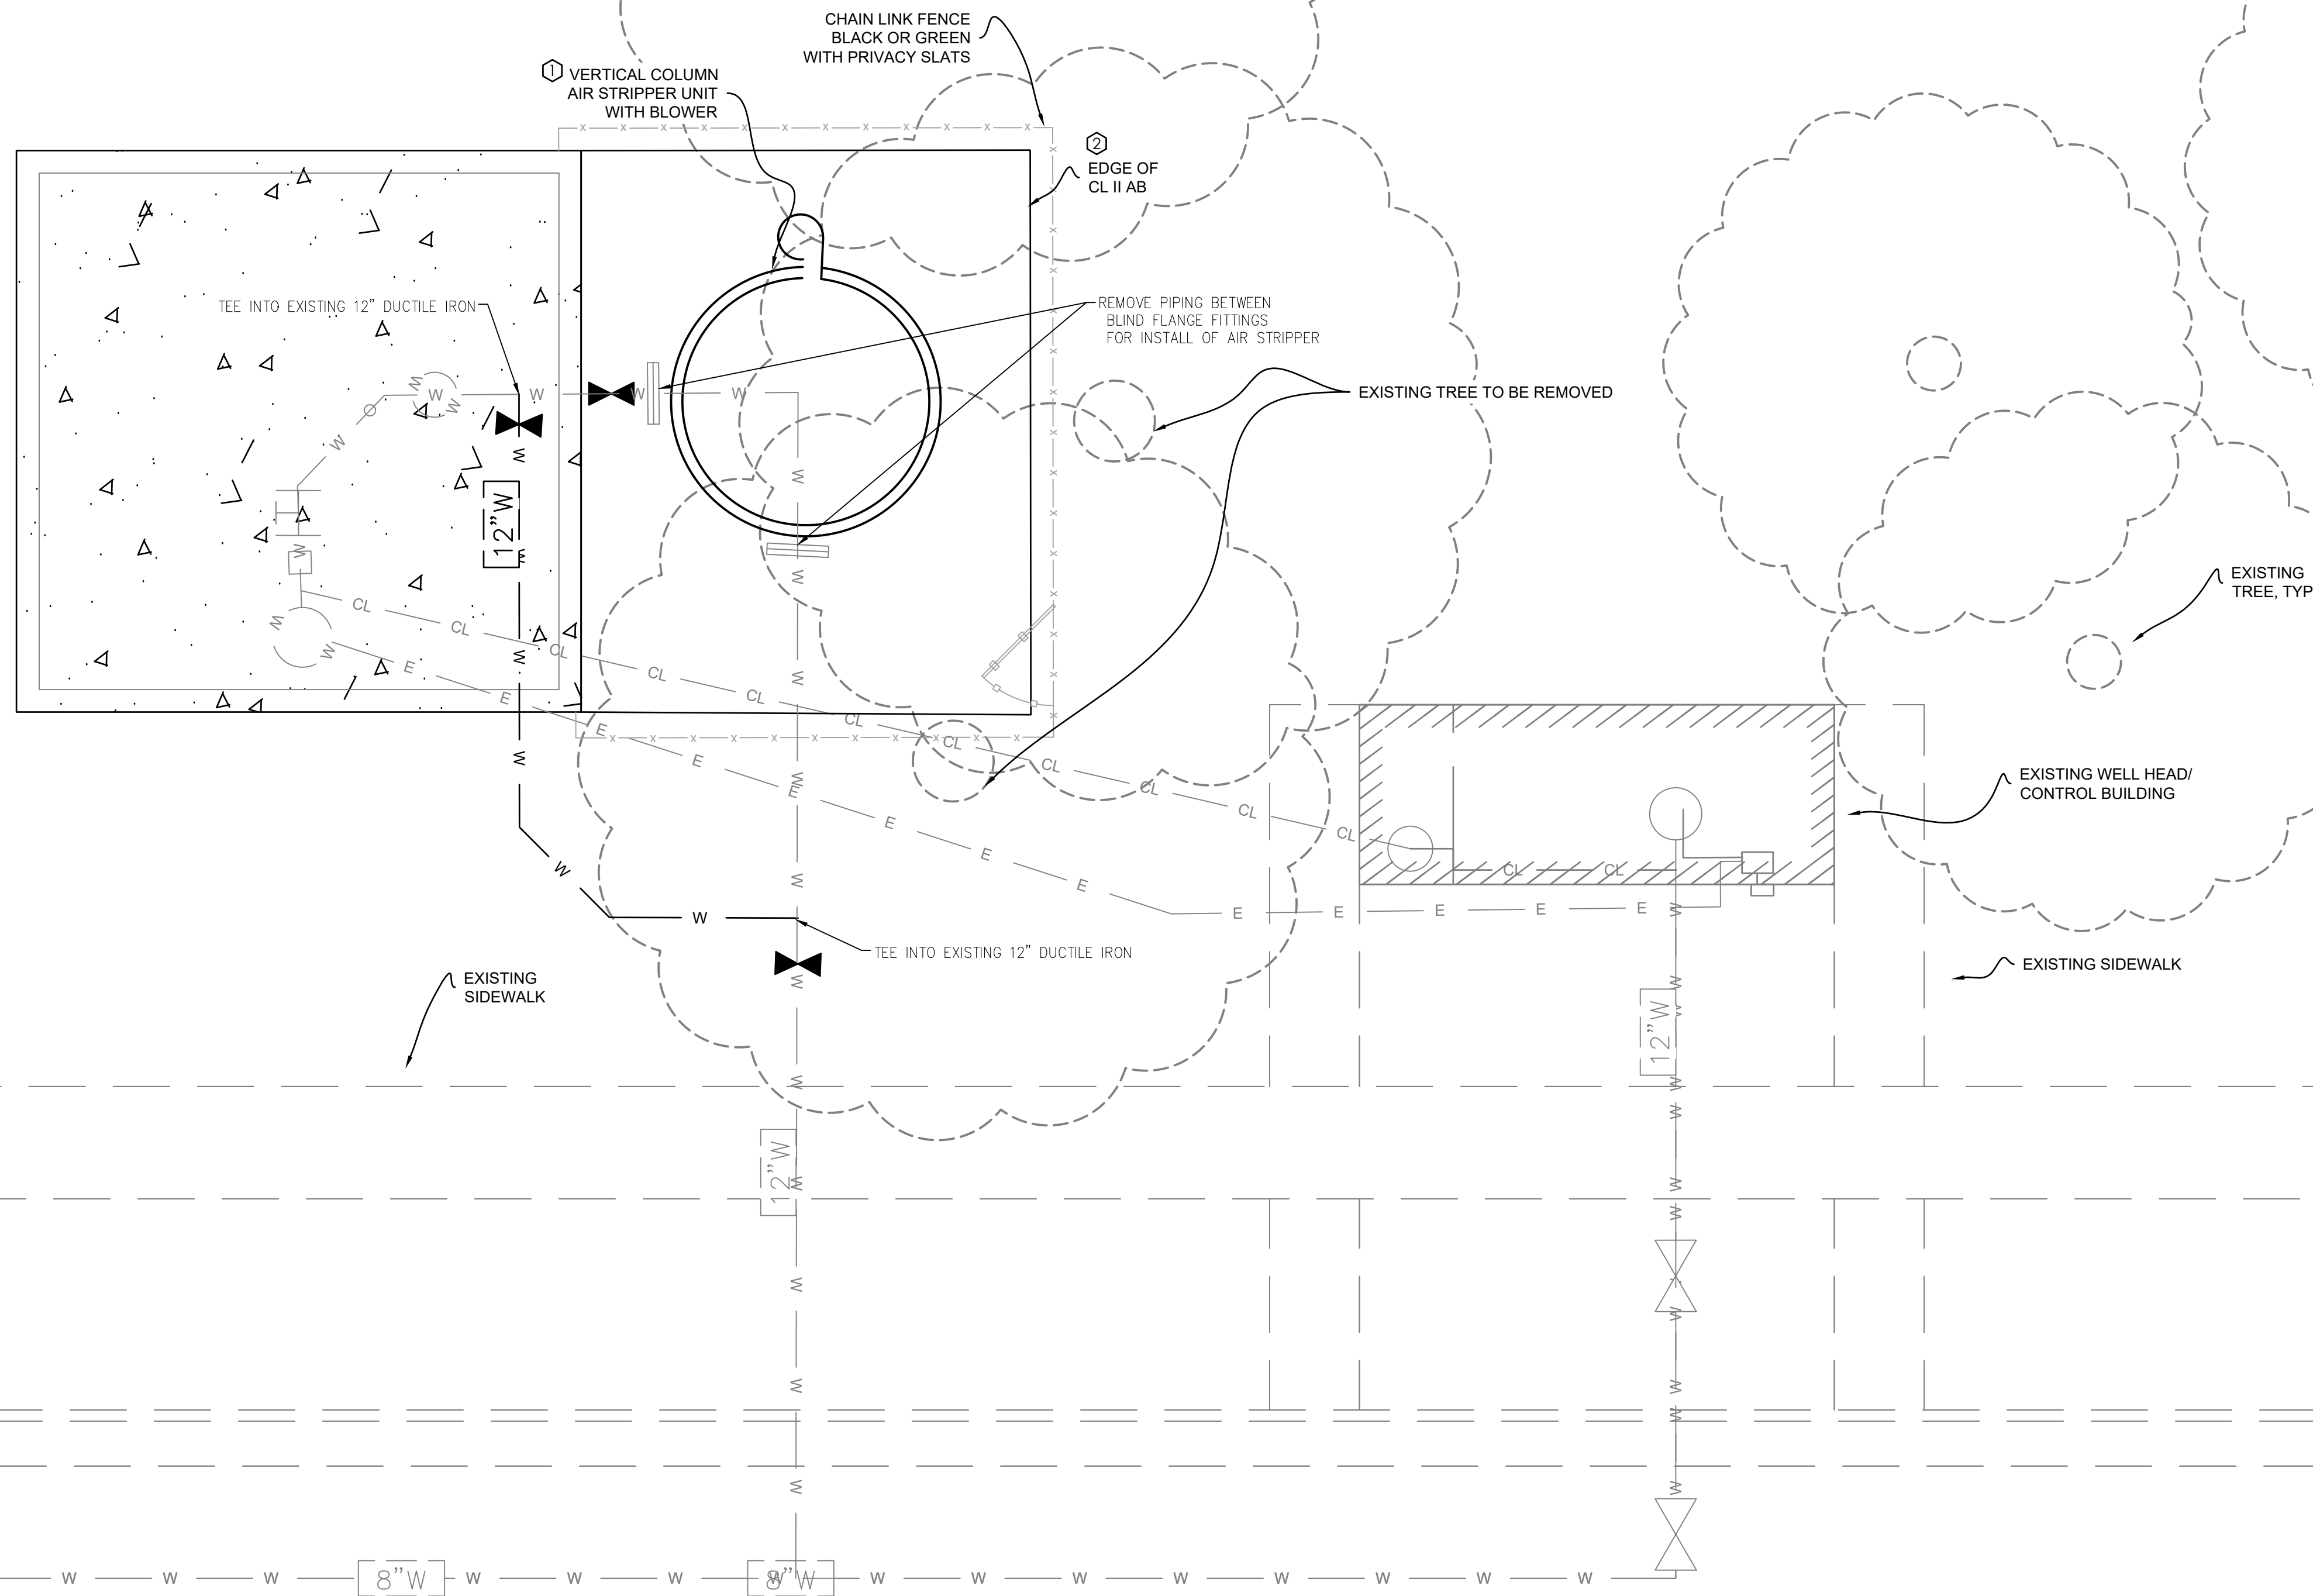 CHAIN LINK FENCE
BLACK OR GREEN
WITH PRIVACY SLATS
1
VERTICAL COLUMN
AIR STRIPPER UNIT
WITH BLOWER
2
EDGE OF
CL II AB
TEE INTO EXISTING 12" DUCTILE IRON
REMOVE PIPING BETWEEN
BLIND FLANGE FITTINGS
FOR INSTALL OF AIR STRIPPER
EXISTING TREE TO BE REMOVED
12"W
EXISTING
TREE, TYP
EXISTING WELL HEAD/
CONTROL BUILDING
TEE INTO EXISTING 12" DUCTILE IRON
EXISTING
SIDEWALK
EXISTING SIDEWALK
12"W
12"W
8"W
8"W